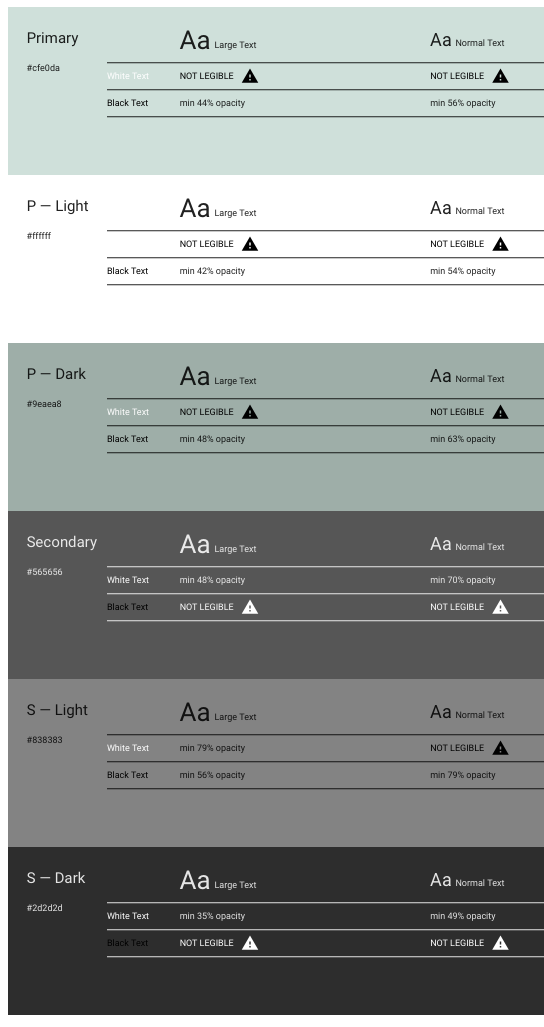 Primary
Aa Large Text Aa Normal Text
#cfe0da
White Text NOT LEGIBLE NOT LEGIBLE
Black Text min 44% opacity min 56% opacity
P — Light
Aa Large Text Aa Normal Text
#ffffff
NOT LEGIBLE NOT LEGIBLE
Black Text min 42% opacity min 54% opacity
P — Dark
Aa Large Text Aa Normal Text
#9eaea8
White Text NOT LEGIBLE NOT LEGIBLE
Black Text min 48% opacity min 63% opacity
Secondary
Aa Large Text Aa Normal Text
#565656
White Text min 48% opacity min 70% opacity
Black Text NOT LEGIBLE NOT LEGIBLE
S — Light
Aa Large Text Aa Normal Text
#838383
White Text min 79% opacity NOT LEGIBLE
Black Text min 56% opacity min 79% opacity
S — Dark
Aa Large Text Aa Normal Text
#2d2d2d
White Text min 35% opacity min 49% opacity
Black Text NOT LEGIBLE NOT LEGIBLE